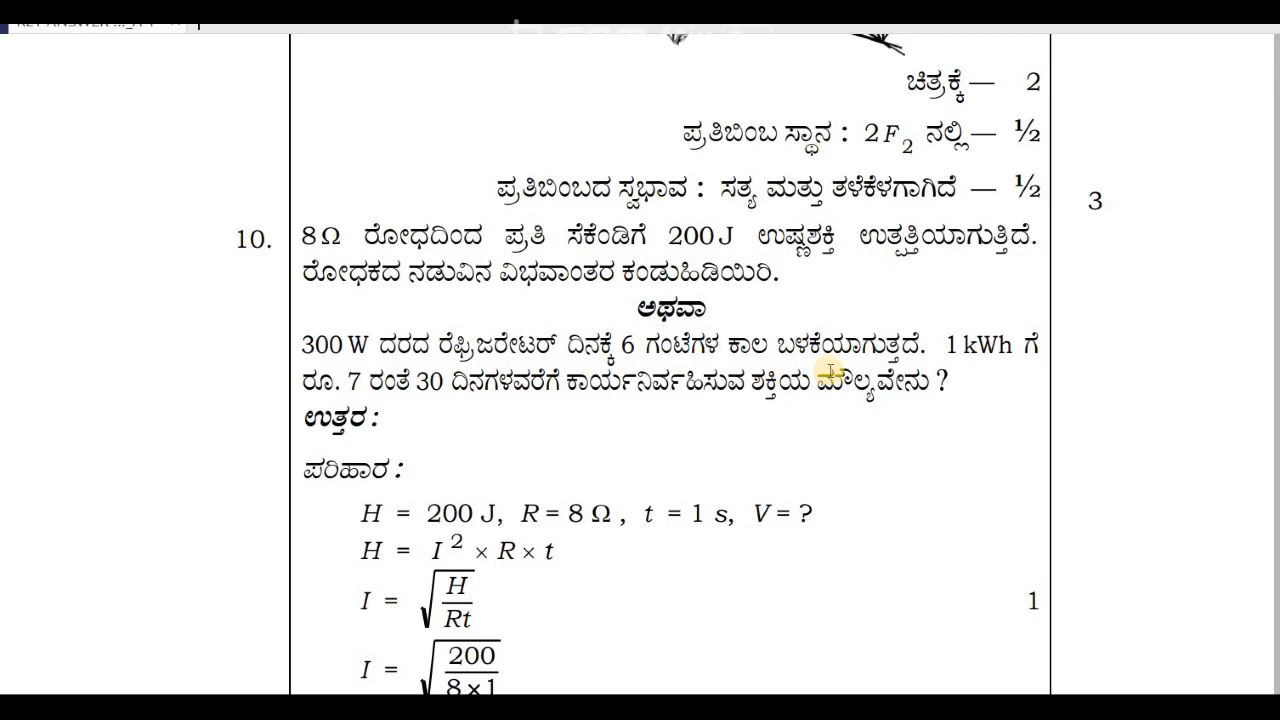 ಚಿತ್ರಕ್ಕೆ — 2
ಪ್ರತಿಬಿಂಬ ಸ್ಥಾನ : 2F₂ ನಲ್ಲಿ — ½
ಪ್ರತಿಬಿಂಬದ ಸ್ವಭಾವ : ಸತ್ಯ ಮತ್ತು ತಳೆಕೆಳಗಾಗಿದೆ — ½
3
10. 8 Ω ರೋಧದಿಂದ ಪ್ರತಿ ಸೆಕೆಂಡಿಗೆ 200 J ಉಷ್ಣಶಕ್ತಿ ಉತ್ಪತ್ತಿಯಾಗುತ್ತಿದೆ.
ರೋಧಕದ ನಡುವಿನ ವಿಭವಾಂತರ ಕಂಡುಹಿಡಿಯಿರಿ.
ಅಥವಾ
300 W ದರದ ರೆಫ್ರಿಜರೇಟರ್ ದಿನಕ್ಕೆ 6 ಗಂಟೆಗಳ ಕಾಲ ಬಳಕೆಯಾಗುತ್ತದೆ. 1 kWh ಗೆ
ರೂ. 7 ರಂತೆ 30 ದಿನಗಳವರೆಗೆ ಕಾರ್ಯನಿರ್ವಹಿಸುವ ಶಕ್ತಿಯ ಮೌಲ್ಯವೇನು ?
ಉತ್ತರ :
ಪರಿಹಾರ :
H = 200 J, R = 8 Ω , t = 1 s, V = ?
H = I² × R × t
I = √(H/Rt) 1
I = √(200/8 × 1)